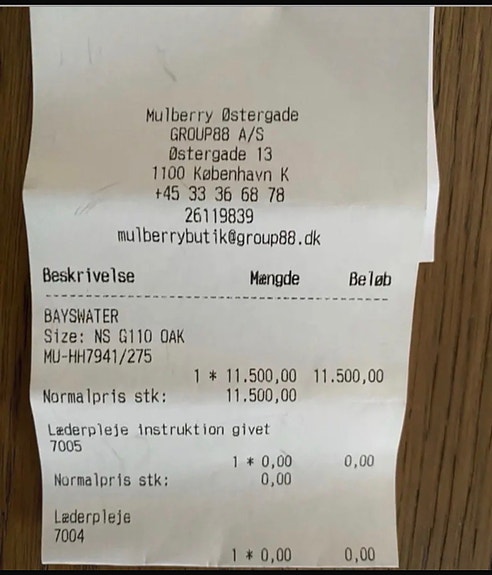 Mulberry Østergade
GROUP88 A/S
Østergade 13
1100 København K
+45 33 36 68 78
26119839
mulberrybutik@group88.dk
Beskrivelse Mængde Beløb
BAYSWATER
Size: NS G110 OAK
MU-HH7941/275
1 * 11.500,00 11.500,00
Normalpris stk: 11.500,00
Læderpleje instruktion givet
7005
1 * 0,00 0,00
Normalpris stk: 0,00
Læderpleje
7004
1 * 0,00 0,00